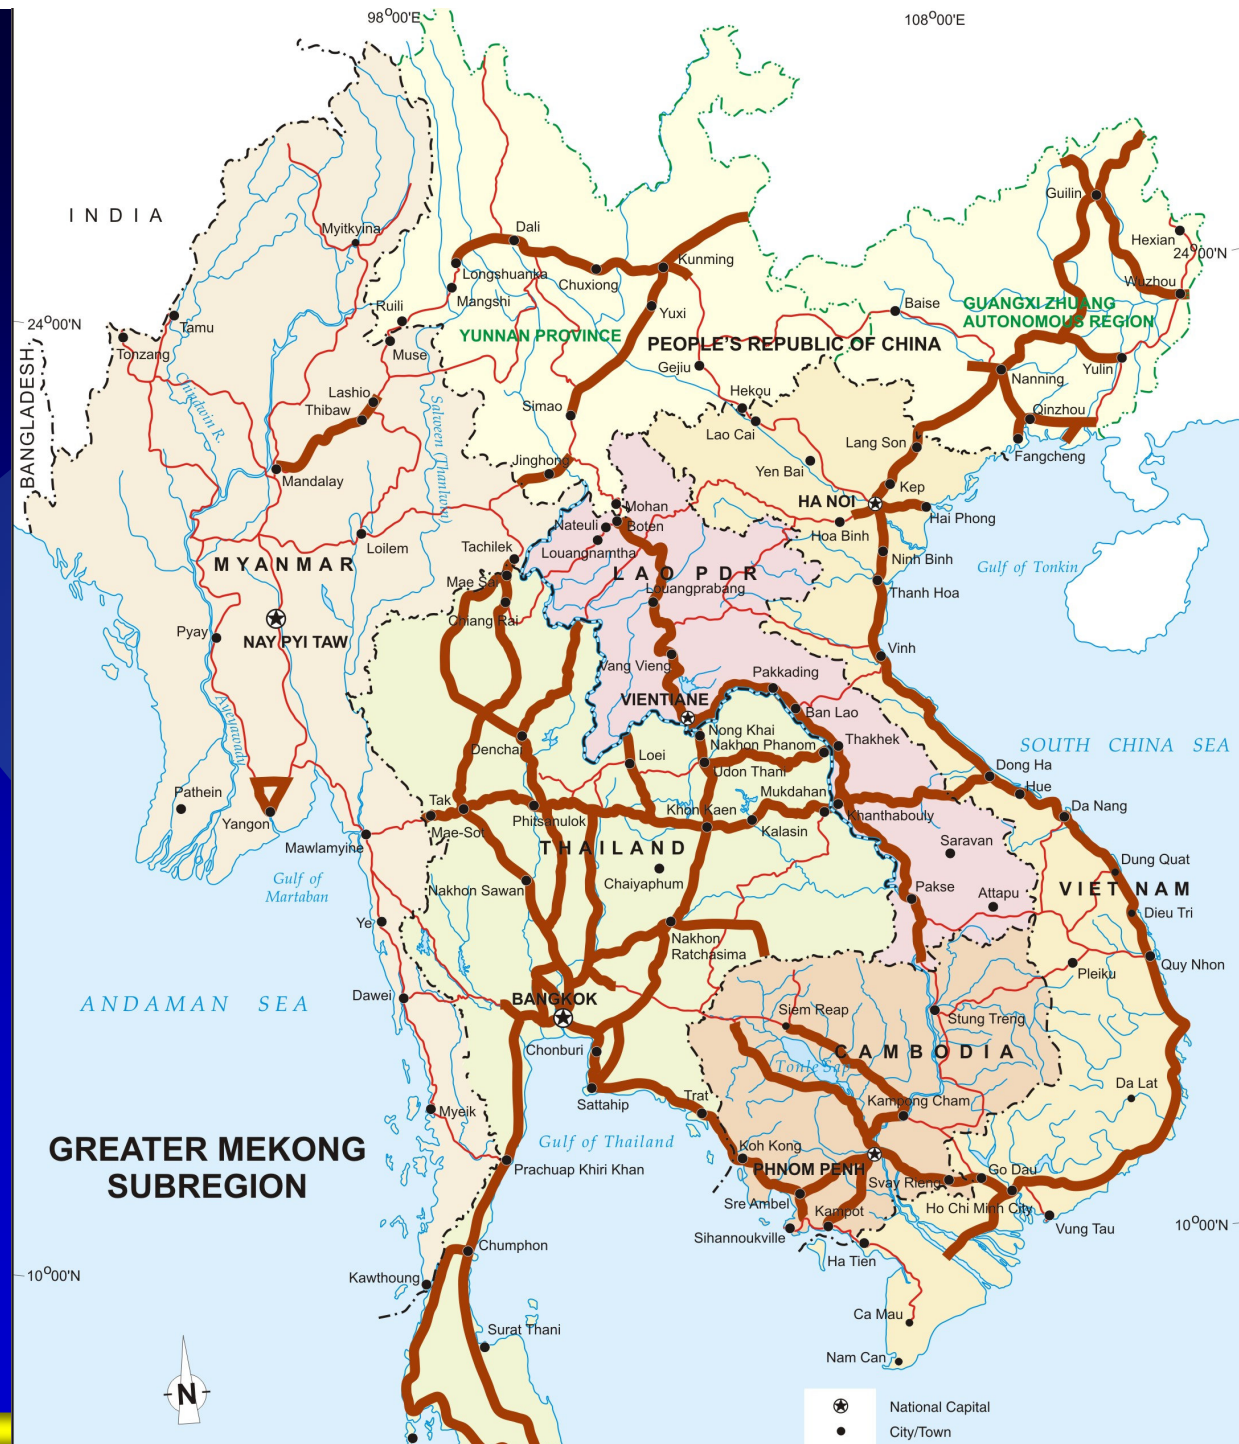 98°00'E
108°00'E
INDIA
Myitkyina
Dali
Longshuanka
Chuxiong
Kunming
Mangshi
Yuxi
Ruili
Muse
YUNNAN PROVINCE
PEOPLE'S REPUBLIC OF CHINA
Guilin
Hexian
24°00'N
Wuzhou
GUANGXI ZHUANG
AUTONOMOUS REGION
Baise
Nanning
Yulin
Qinzhou
Fangcheng
24°00'N
Tamu
Tonzang
BANGLADESH
Chindwin R.
Salween (Thanlwin)
Lashio
Thibaw
Mandalay
Simao
Jinghong
Gejiu
Hekou
Lao Cai
Lang Son
Yen Bai
HA NOI
Kep
Hai Phong
Hoa Binh
Ninh Binh
Thanh Hoa
Gulf of Tonkin
Mohan
Nateuli
Boten
Louangnamtha
LAO PDR
Louangprabang
Loilem
MYANMAR
Tachilek
Mae Sai
Chiang Rai
NAY PYI TAW
Pyay
Ayeyawady
Vang Vieng
Pakkading
Vinh
VIENTIANE
Ban Lao
Nong Khai
Nakhon Phanom
Thakhek
SOUTH CHINA SEA
Denchai
Loei
Udon Thani
Dong Ha
Hue
Mukdahan
Khanthabouly
Da Nang
Pathein
Yangon
Mawlamyine
Tak
Mae-Sot
Phitsanulok
Khon Kaen
Kalasin
THAILAND
Saravan
Dung Quat
Gulf of
Martaban
Nakhon Sawan
Chaiyaphum
Pakse
Attapu
VIET NAM
Dieu Tri
Ye
Nakhon
Ratchasima
Pleiku
Quy Nhon
ANDAMAN SEA
Dawei
BANGKOK
Siem Reap
Stung Treng
Chonburi
CAMBODIA
Tonle Sap
Sattahip
Trat
Kampong Cham
Da Lat
Myeik
GREATER MEKONG
SUBREGION
Gulf of Thailand
Koh Kong
PHNOM PENH
Prachuap Khiri Khan
Svay Rieng
Go Dau
Sre Ambel
Kampot
Ho Chi Minh City
Sihannoukville
Vung Tau
10°00'N
Ha Tien
Chumphon
10°00'N
Kawthoung
Ca Mau
Surat Thani
Nam Can
N
National Capital
City/Town